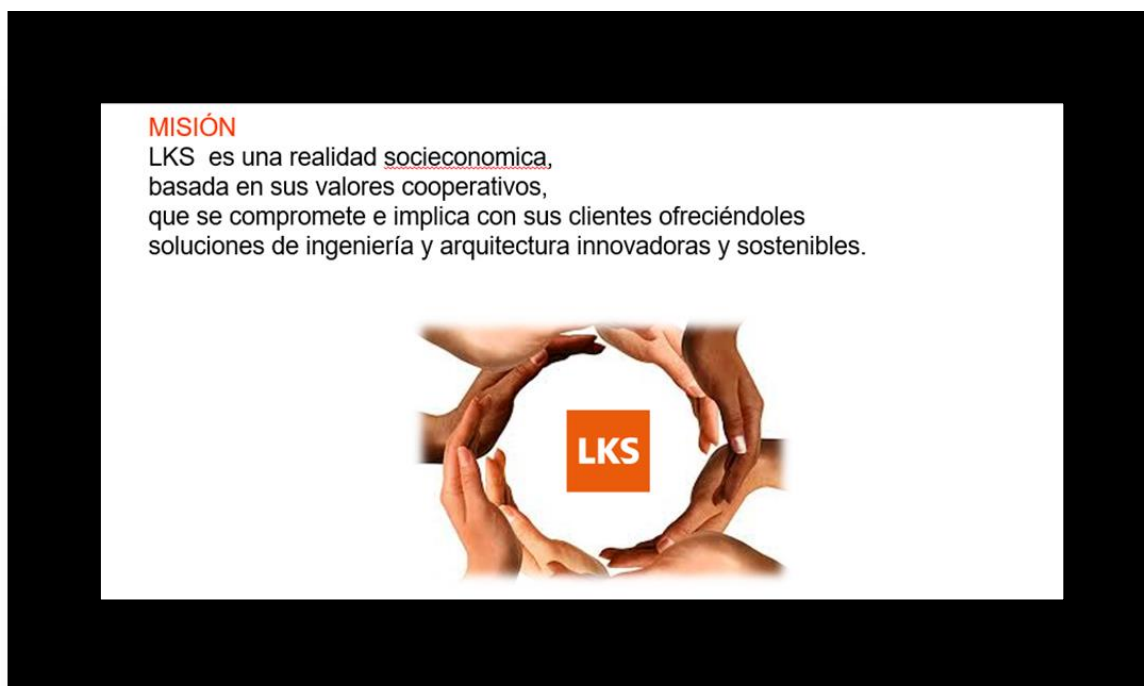 MISIÓN
LKS  es una realidad socieconomica,
basada en sus valores cooperativos,
que se compromete e implica con sus clientes ofreciéndoles
soluciones de ingeniería y arquitectura innovadoras y sostenibles.
LKS